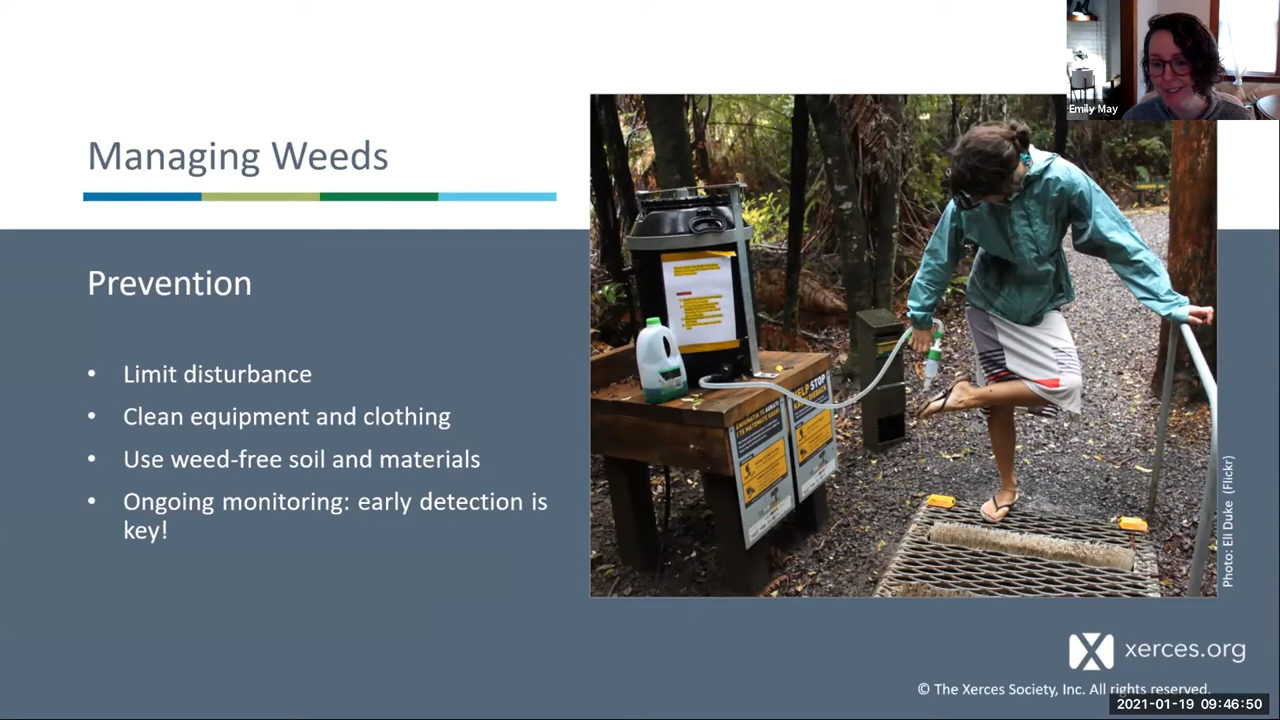 Emily May
Managing Weeds
Prevention
• Limit disturbance
• Clean equipment and clothing
• Use weed-free soil and materials
• Ongoing monitoring: early detection is
key!
HELP STOP
Photo: Eli Duke (Flickr)
xerces.org
© The Xerces Society, Inc. All rights reserved.
2021-01-19 09:46:50